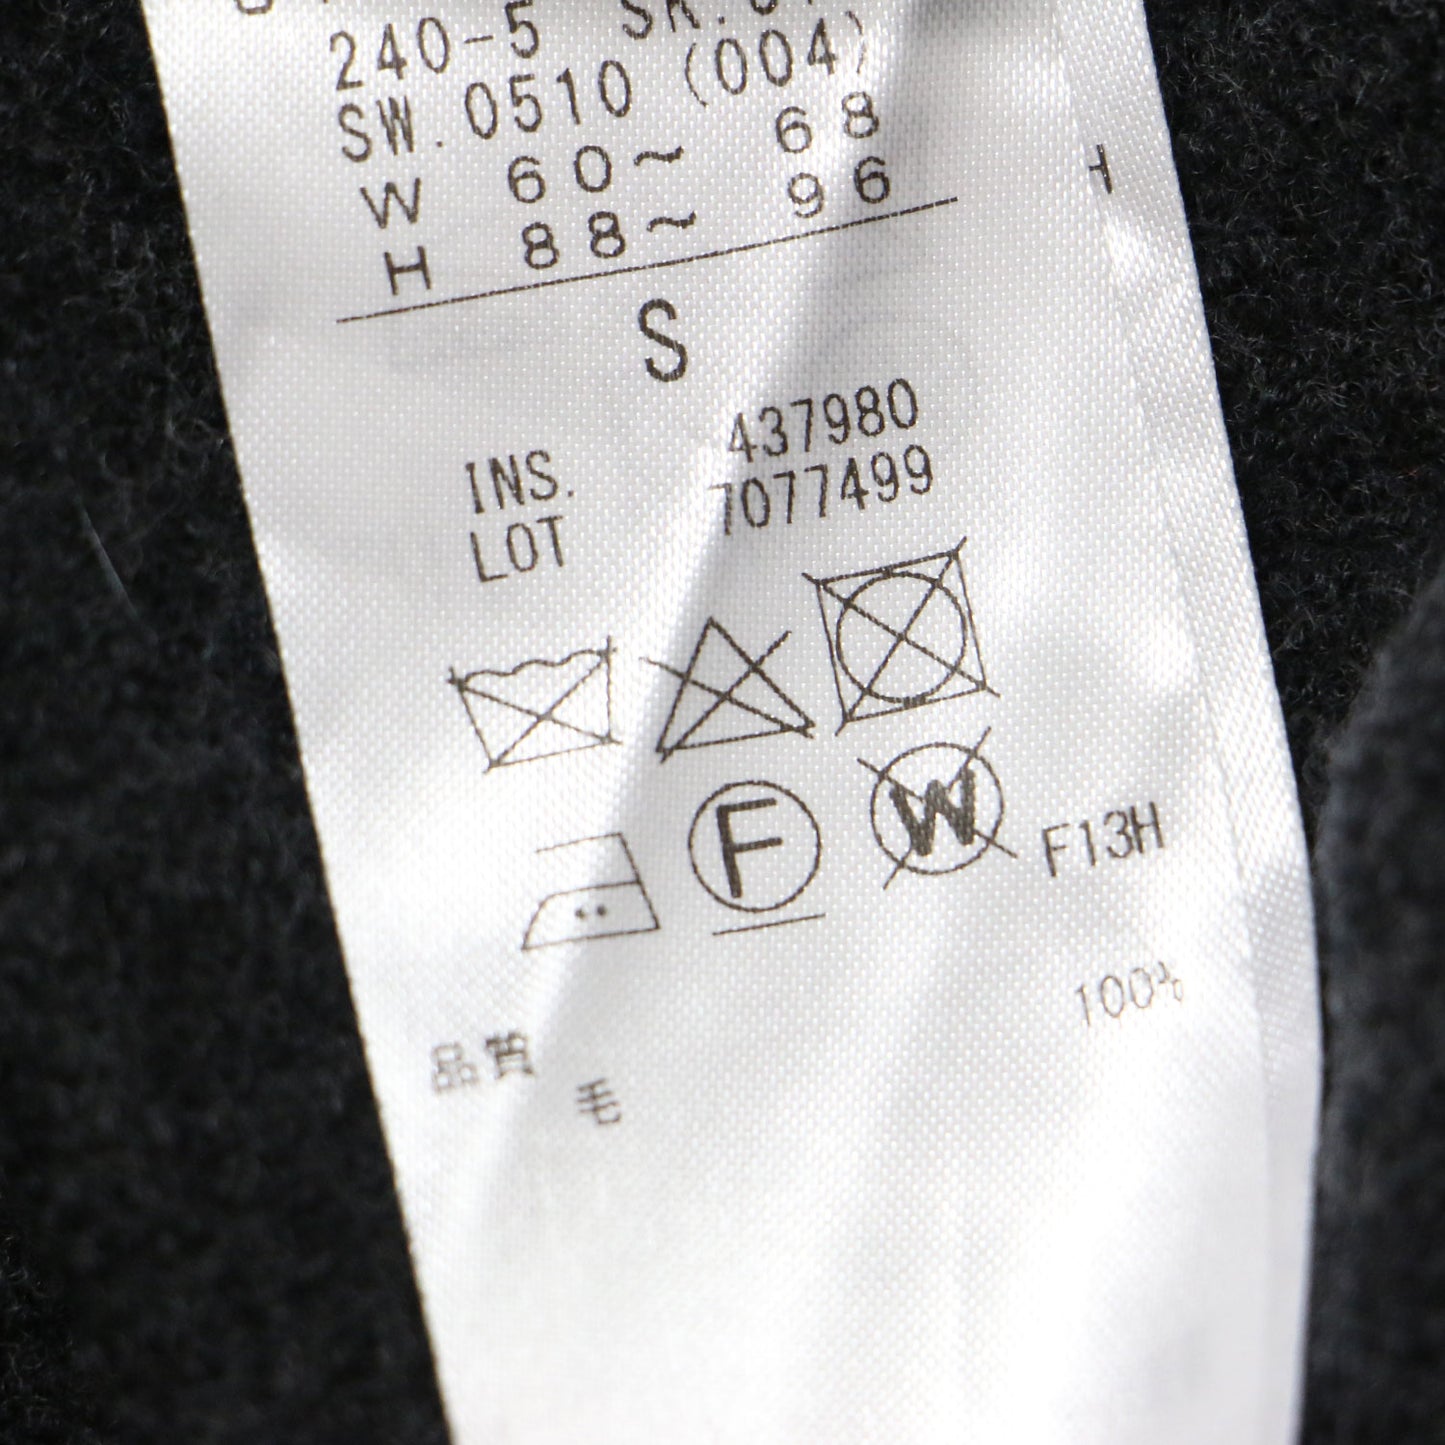 240-5
SW.0510 (004)
W 60~ 68
H 88~ 96
S
INS. 437980
LOT 7077499
F W F13H
品質
毛 100%